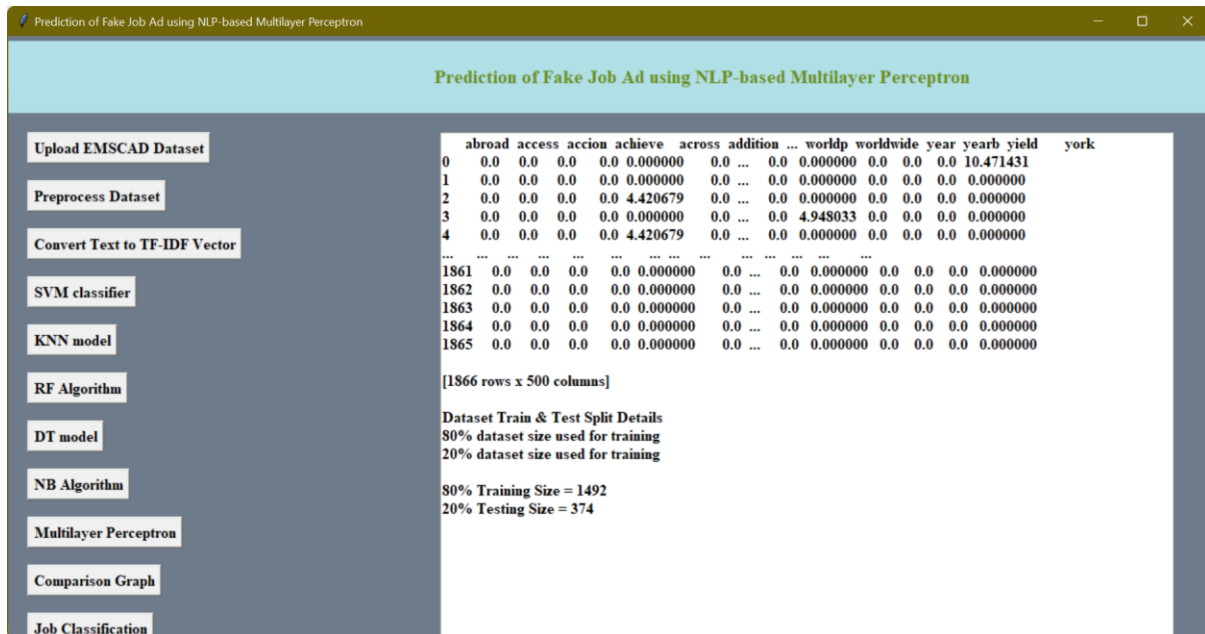 Prediction of Fake Job Ad using NLP-based Multilayer Perceptron
Prediction of Fake Job Ad using NLP-based Multilayer Perceptron
Upload EMSCAD Dataset
Preprocess Dataset
Convert Text to TF-IDF Vector
SVM classifier
KNN model
RF Algorithm
DT model
NB Algorithm
Multilayer Perceptron
Comparison Graph
Job Classification
abroad access accion achieve across addition ... worldp worldwide year yearb yield york
0 0.0 0.0 0.0 0.0 0.000000 0.0 ... 0.0 0.000000 0.0 0.0 0.0 10.471431
1 0.0 0.0 0.0 0.0 0.000000 0.0 ... 0.0 0.000000 0.0 0.0 0.0 0.000000
2 0.0 0.0 0.0 0.0 4.420679 0.0 ... 0.0 0.000000 0.0 0.0 0.0 0.000000
3 0.0 0.0 0.0 0.0 0.000000 0.0 ... 0.0 4.948033 0.0 0.0 0.0 0.000000
4 0.0 0.0 0.0 0.0 4.420679 0.0 ... 0.0 0.000000 0.0 0.0 0.0 0.000000
... ... ... ... ... ... ... ... ... ... ... ... ... ...
1861 0.0 0.0 0.0 0.0 0.000000 0.0 ... 0.0 0.000000 0.0 0.0 0.0 0.000000
1862 0.0 0.0 0.0 0.0 0.000000 0.0 ... 0.0 0.000000 0.0 0.0 0.0 0.000000
1863 0.0 0.0 0.0 0.0 0.000000 0.0 ... 0.0 0.000000 0.0 0.0 0.0 0.000000
1864 0.0 0.0 0.0 0.0 0.000000 0.0 ... 0.0 0.000000 0.0 0.0 0.0 0.000000
1865 0.0 0.0 0.0 0.0 0.000000 0.0 ... 0.0 0.000000 0.0 0.0 0.0 0.000000
[1866 rows x 500 columns]
Dataset Train & Test Split Details
80% dataset size used for training
20% dataset size used for training
80% Training Size = 1492
20% Testing Size = 374